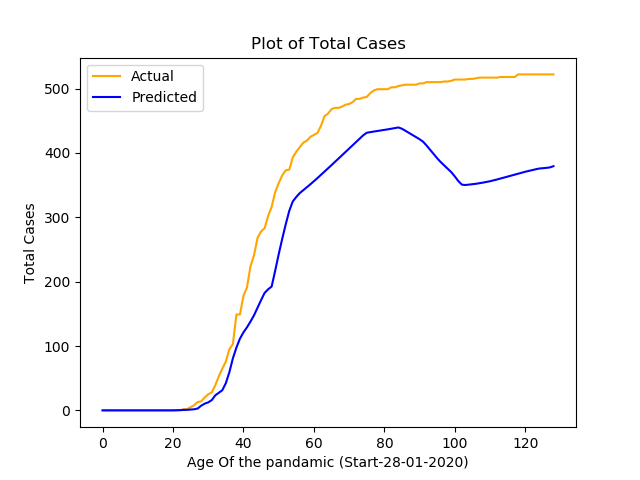 Plot of Total Cases
Actual
Predicted
500
400
300
200
100
0
Total Cases
0 20 40 60 80 100 120
Age Of the pandamic (Start-28-01-2020)